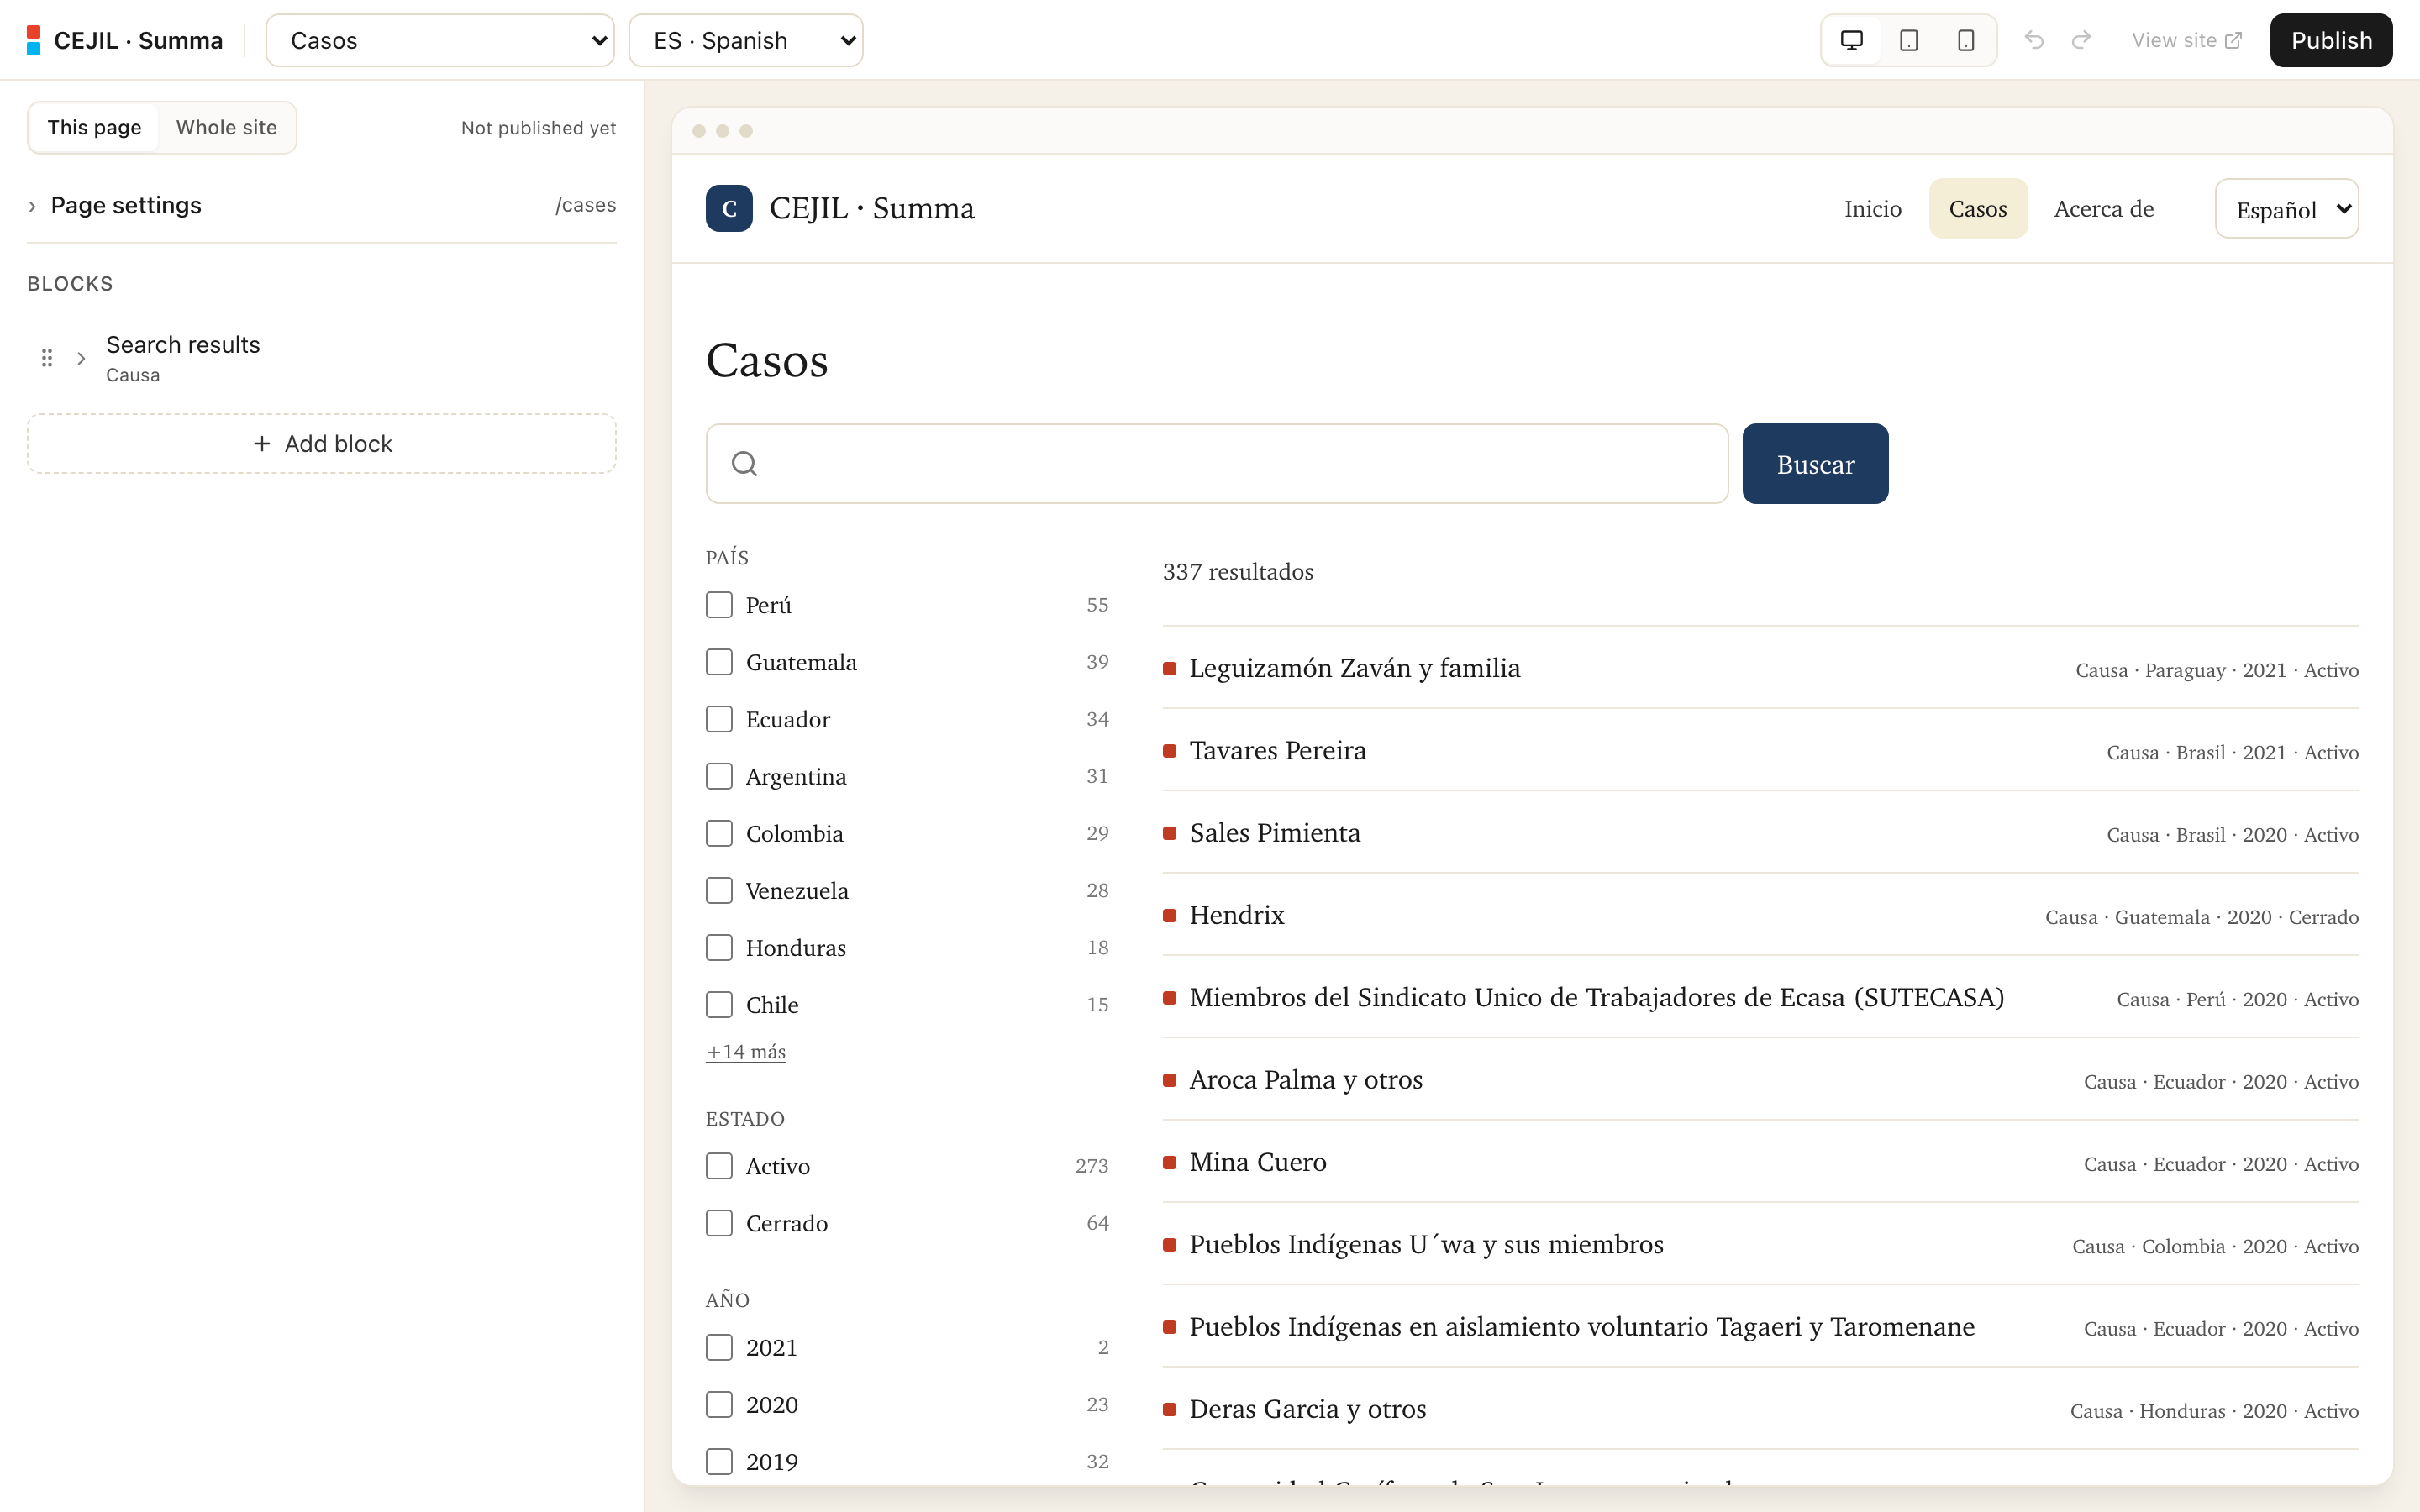 CEJIL · Summa
Casos
ES · Spanish
View site
Publish
This page
Whole site
Not published yet
Page settings
/cases
BLOCKS
Search results
Causa
+ Add block
C
CEJIL · Summa
Inicio
Casos
Acerca de
Español
Casos
Buscar
PAÍS
Perú 55
Guatemala 39
Ecuador 34
Argentina 31
Colombia 29
Venezuela 28
Honduras 18
Chile 15
+14 más
ESTADO
Activo 273
Cerrado 64
AÑO
2021 2
2020 23
2019 32
337 resultados
Leguizamón Zaván y familia Causa · Paraguay · 2021 · Activo
Tavares Pereira Causa · Brasil · 2021 · Activo
Sales Pimienta Causa · Brasil · 2020 · Activo
Hendrix Causa · Guatemala · 2020 · Cerrado
Miembros del Sindicato Unico de Trabajadores de Ecasa (SUTECASA) Causa · Perú · 2020 · Activo
Aroca Palma y otros Causa · Ecuador · 2020 · Activo
Mina Cuero Causa · Ecuador · 2020 · Activo
Pueblos Indígenas U´wa y sus miembros Causa · Colombia · 2020 · Activo
Pueblos Indígenas en aislamiento voluntario Tagaeri y Taromenane Causa · Ecuador · 2020 · Activo
Deras Garcia y otros Causa · Honduras · 2020 · Activo